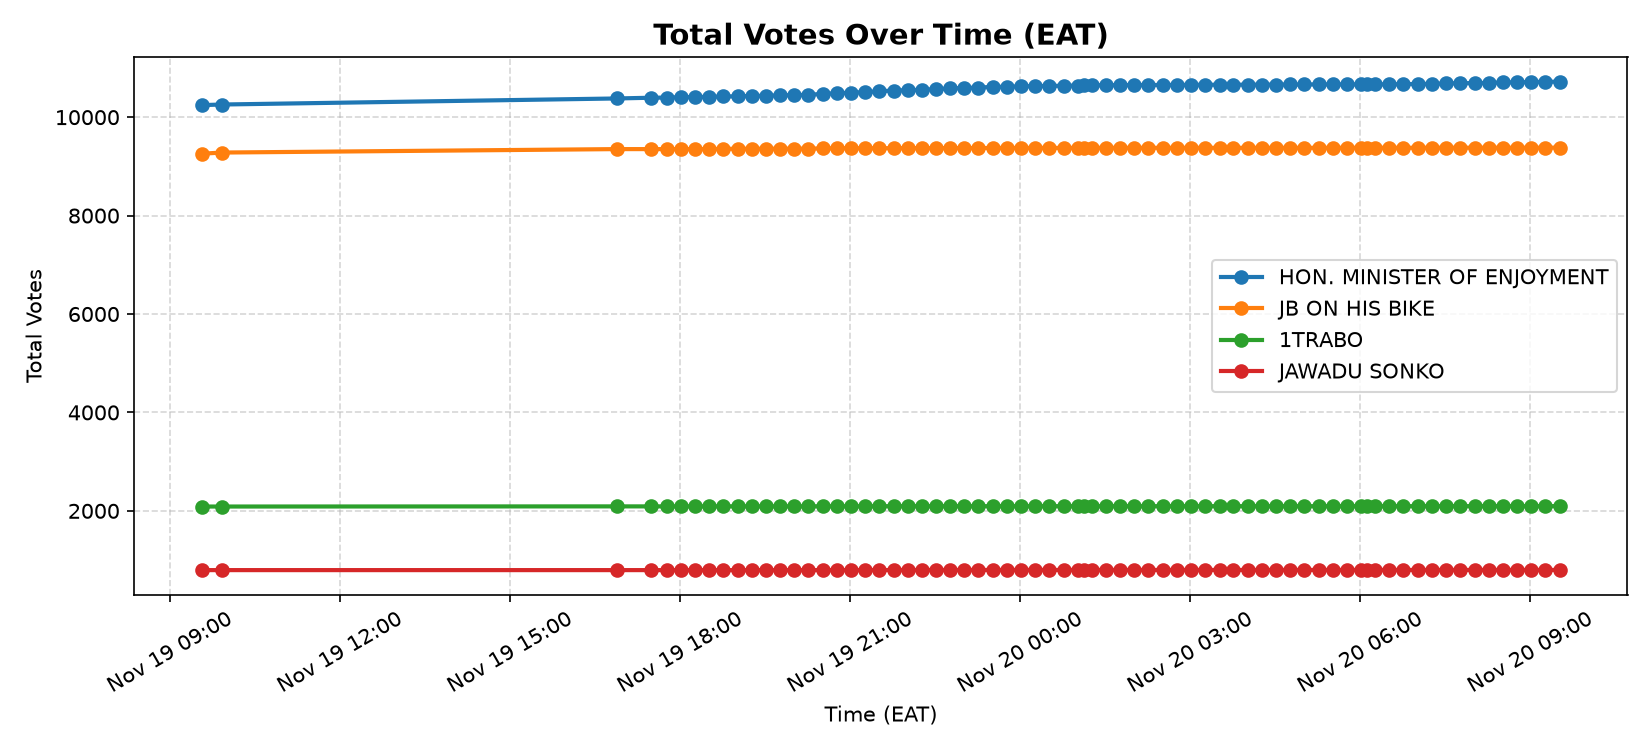 Total Votes Over Time (EAT)
Total Votes
10000
8000
6000
4000
2000
HON. MINISTER OF ENJOYMENT
JB ON HIS BIKE
1TRABO
JAWADU SONKO
Nov 19 09:00
Nov 19 12:00
Nov 19 15:00
Nov 19 18:00
Nov 19 21:00
Nov 20 00:00
Nov 20 03:00
Nov 20 06:00
Nov 20 09:00
Time (EAT)